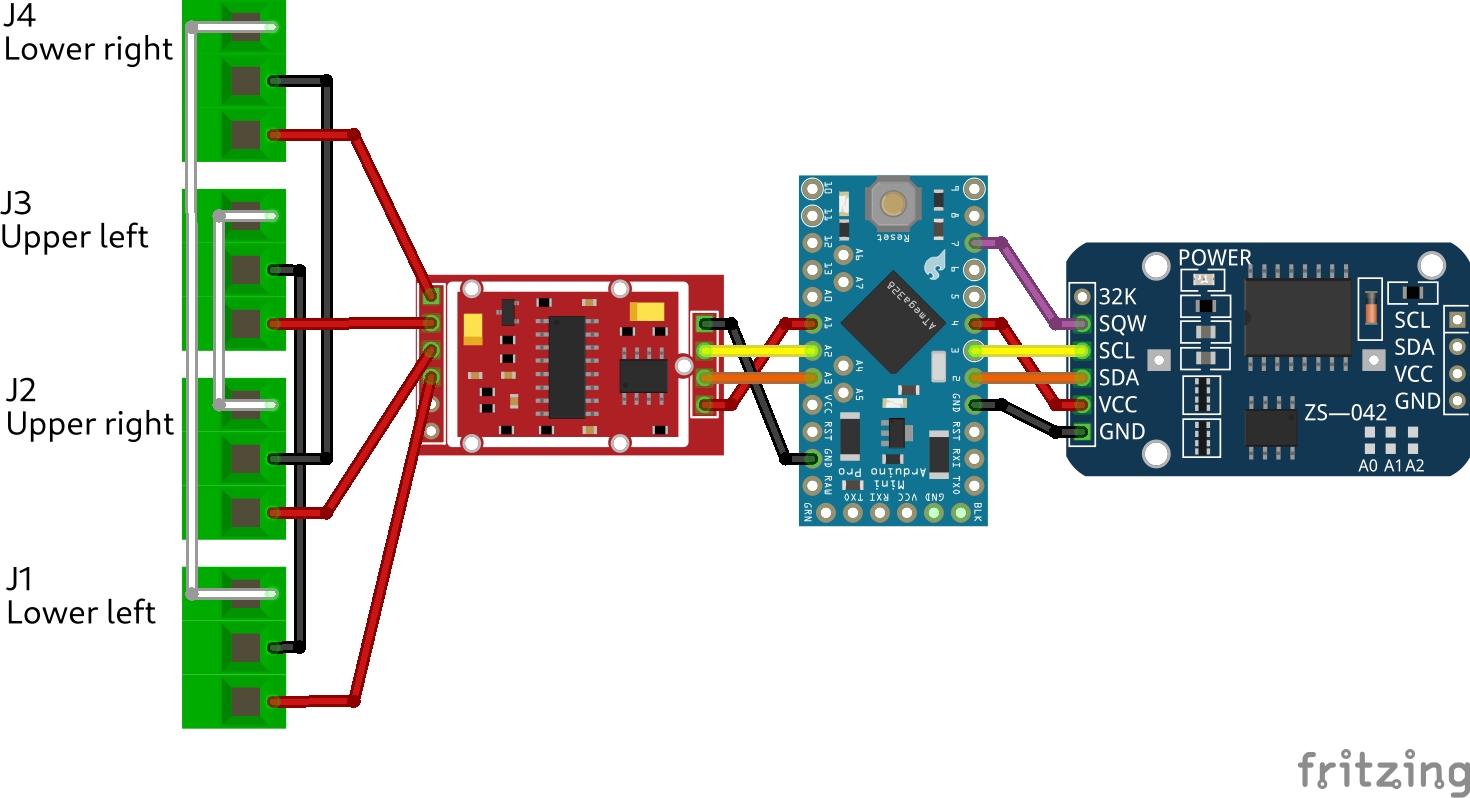 J4
Lower right
J3
Upper left
J2
Upper right
J1
Lower left
10
11
12
13
A0
A1
A2
A3
VCC
RST
GND
RAW
A6
A7
A4
A5
Reset
ATmega328
9
8
7
6
5
4
3
2
GND
RST
RXI
TXO
Arduino
Pro
Mini
GRN
TXO
RXI
VCC
GND
BLK
POWER
32K
SQW
SCL
SDA
VCC
GND
SCL
SDA
VCC
GND
ZS—042
A0 A1 A2
fritzing